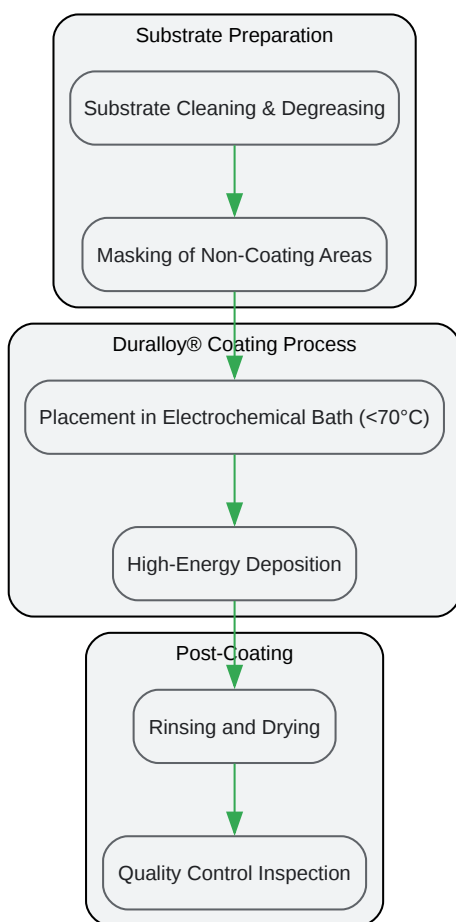 Substrate Preparation
Substrate Cleaning & Degreasing
Masking of Non-Coating Areas
Duralloy® Coating Process
Placement in Electrochemical Bath (<70°C)
High-Energy Deposition
Post-Coating
Rinsing and Drying
Quality Control Inspection